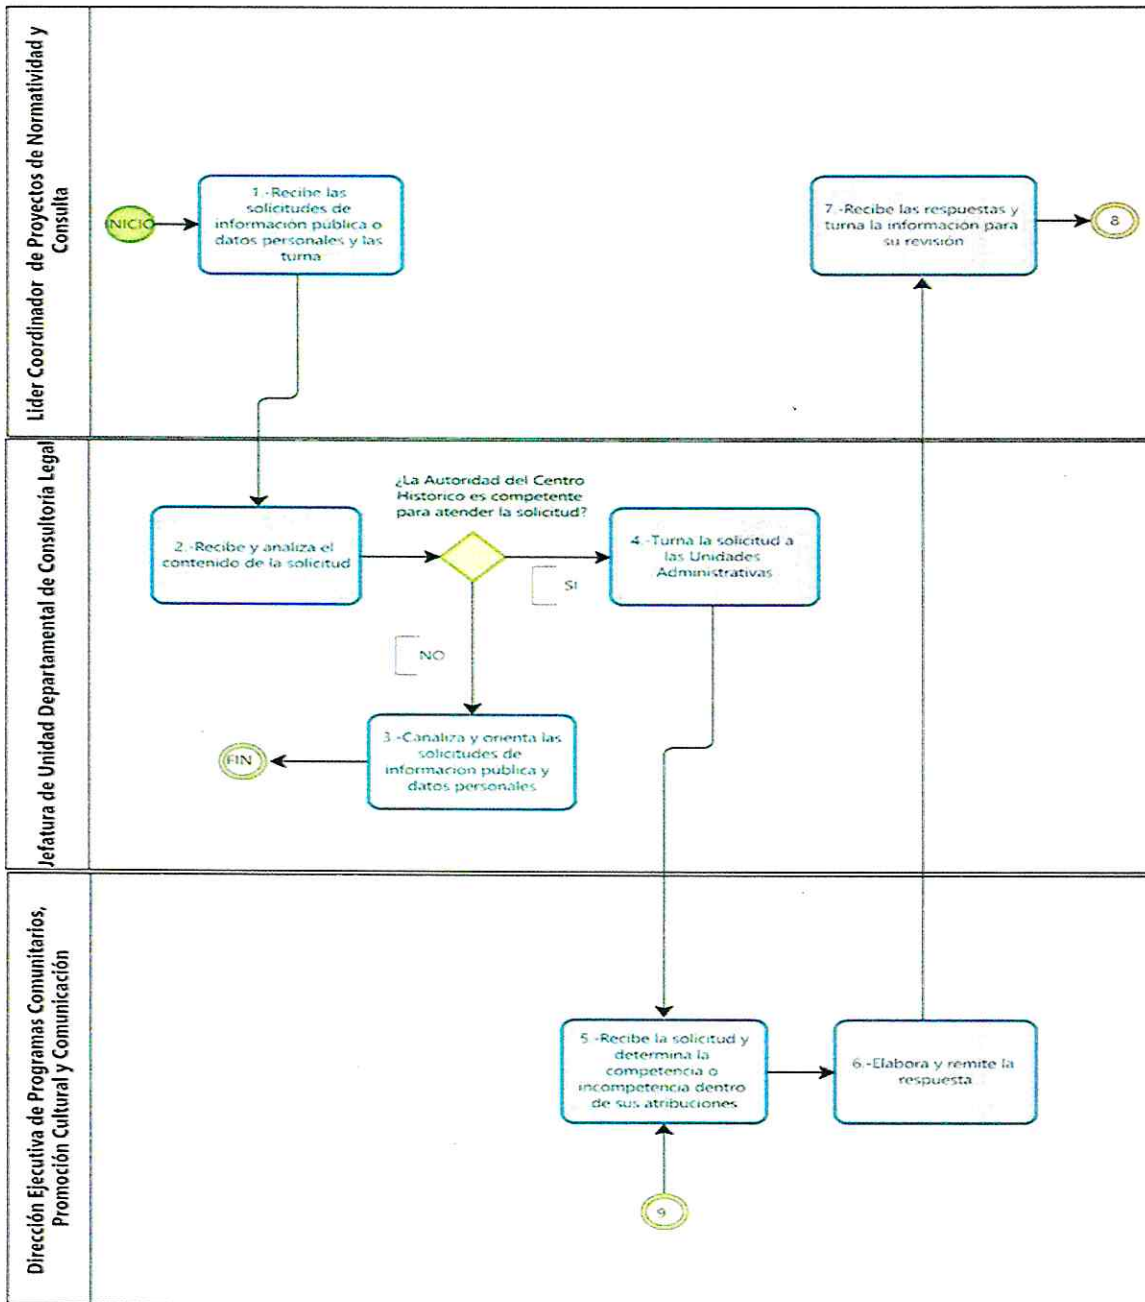 Líder Coordinador de Proyectos de Normatividad y
Consulta
INICIO
1.-Recibe las
solicitudes de
información pública o
datos personales y las
turna
7.-Recibe las respuestas y
turna la información para
su revisión
8
Jefatura de Unidad Departamental de Consultoría Legal
2.-Recibe y analiza el
contenido de la solicitud
¿La Autoridad del Centro
Histórico es competente
para atender la solicitud?
SI
4.-Turna la solicitud a
las Unidades
Administrativas
NO
3.-Canaliza y orienta las
solicitudes de
información pública y
datos personales
FIN
Dirección Ejecutiva de Programas Comunitarios,
Promoción Cultural y Comunicación
5.-Recibe la solicitud y
determina la
competencia o
incompetencia dentro
de sus atribuciones
6.-Elabora y remite la
respuesta
9